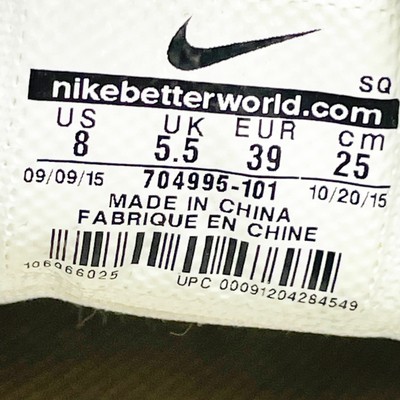 SQ
nikebetterworld.com
US UK EUR cm
8 5.5 39 25
09/09/15 704995-101 10/20/15
MADE IN CHINA
FABRIQUE EN CHINE
106966025 UPC 00091204284549